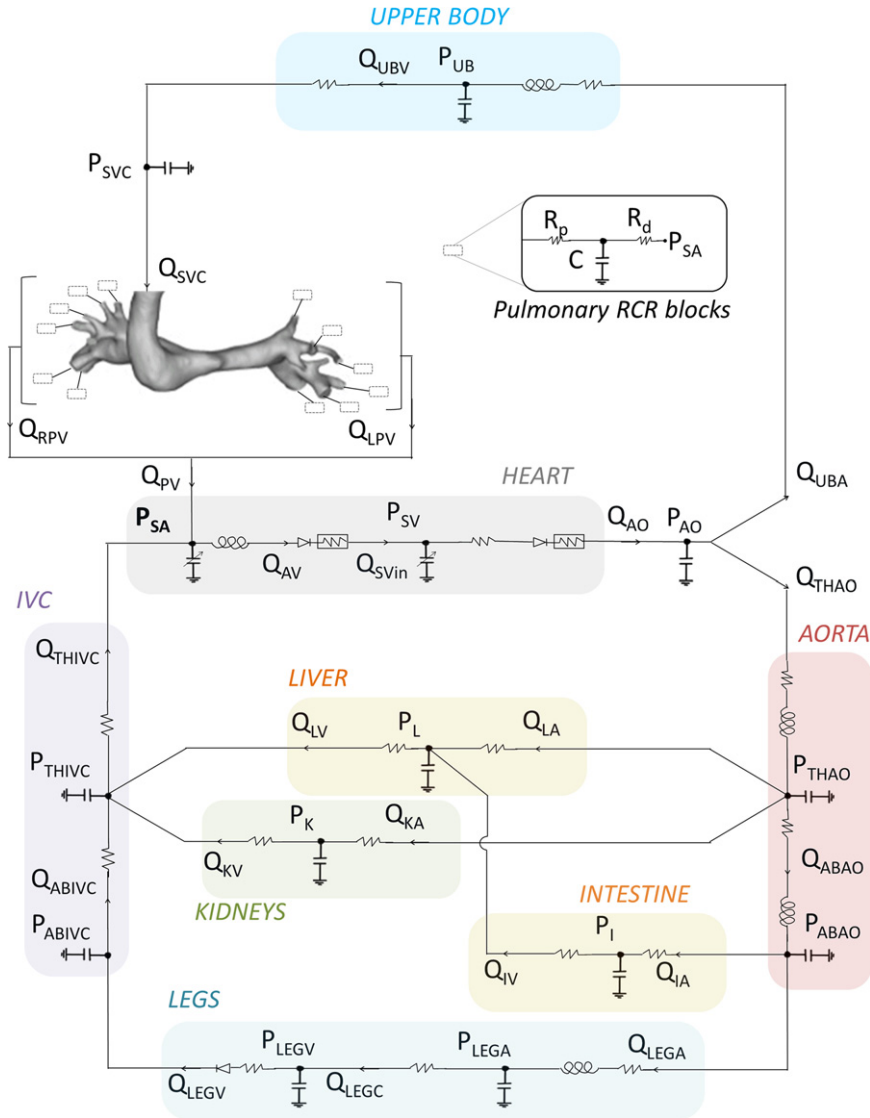 UPPER BODY
Q_UBV
P_UB
P_SVC
R_p
R_d
P_SA
C
Q_SVC
Pulmonary RCR blocks
Q_RPV
Q_LPV
Q_PV
HEART
Q_UBA
P_SA
P_SV
Q_AO
P_AO
Q_AV
Q_SVin
Q_THAO
IVC
AORTA
Q_THIVC
LIVER
Q_LV
P_L
Q_LA
P_THIVC
P_THAO
P_K
Q_KA
Q_KV
Q_ABIVC
Q_ABAO
KIDNEYS
INTESTINE
P_ABIVC
P_I
P_ABAO
Q_IV
Q_IA
LEGS
P_LEGV
P_LEGA
Q_LEGA
Q_LEGV
Q_LEGC